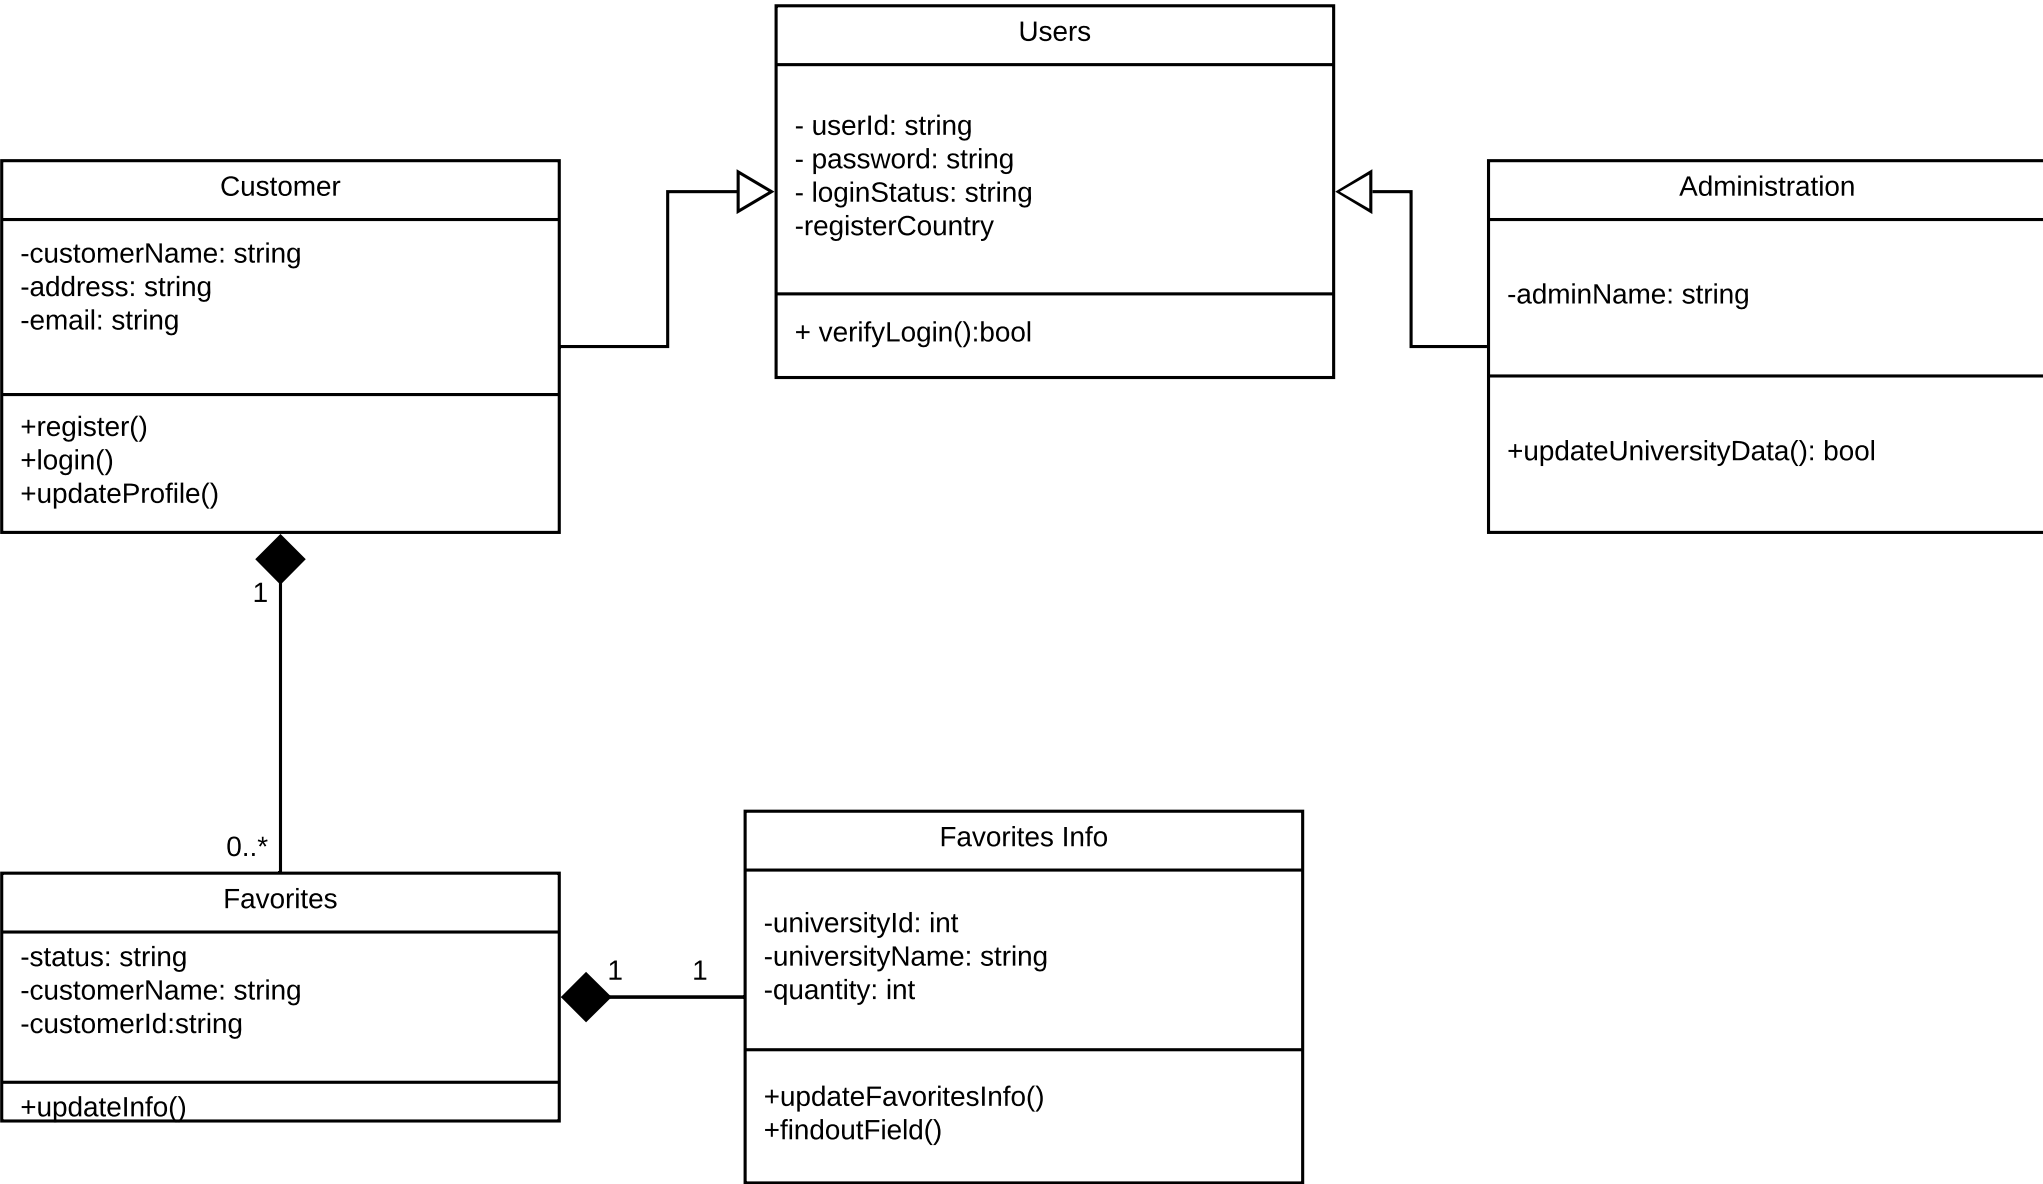 Users
- userId: string
- password: string
- loginStatus: string
-registerCountry
+ verifyLogin():bool
Customer
-customerName: string
-address: string
-email: string
+register()
+login()
+updateProfile()
Administration
-adminName: string
+updateUniversityData(): bool
1
0..*
Favorites
-status: string
-customerName: string
-customerId:string
+updateInfo()
1
1
Favorites Info
-universityId: int
-universityName: string
-quantity: int
+updateFavoritesInfo()
+findoutField()